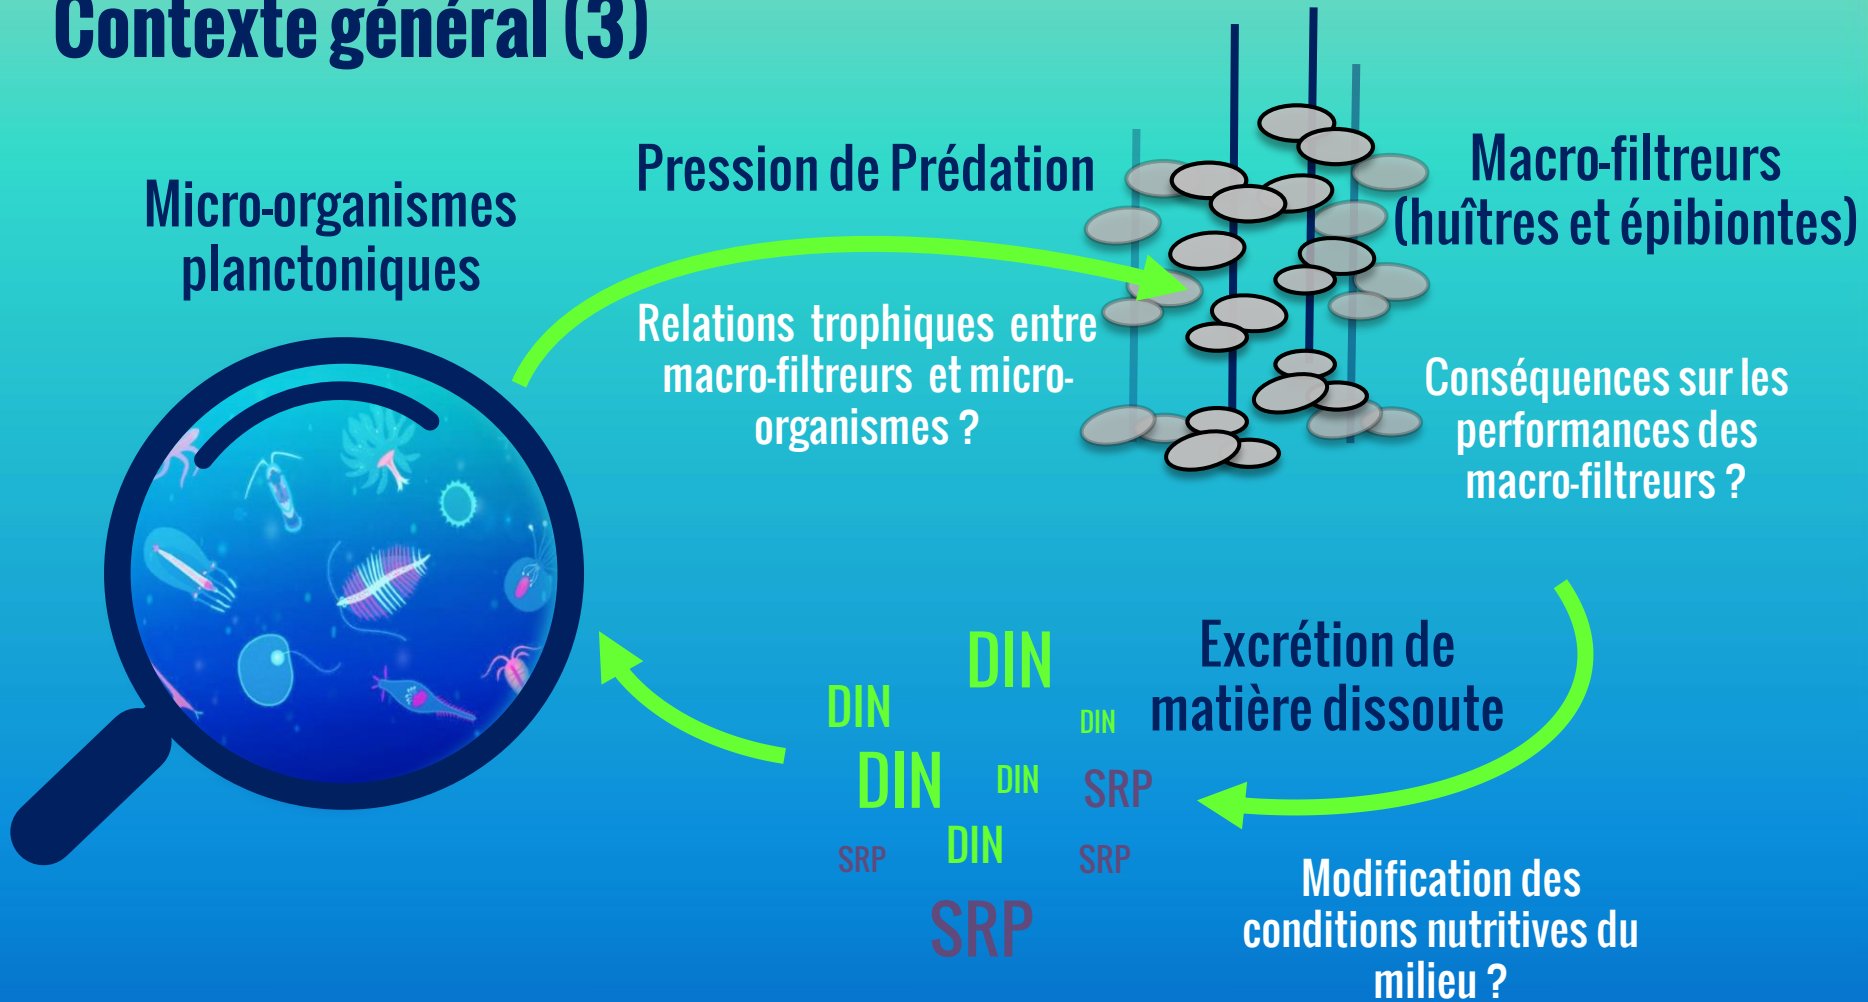 Contexte général (3)
Micro-organismes
planctoniques
Pression de Prédation
Macro-filtreurs
(huîtres et épibiontes)
Relations trophiques entre
macro-filtreurs et micro-
organismes ?
Conséquences sur les
performances des
macro-filtreurs ?
Excrétion de
matière dissoute
DIN
DIN
DIN
DIN
DIN
SRP
DIN
SRP
SRP
SRP
Modification des
conditions nutritives du
milieu ?